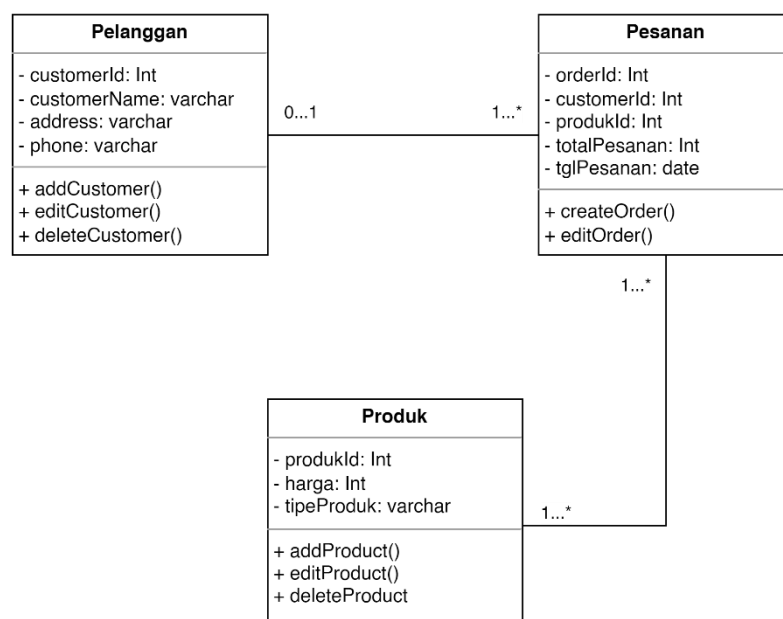 Pelanggan
- customerId: Int
- customerName: varchar
- address: varchar
- phone: varchar
+ addCustomer()
+ editCustomer()
+ deleteCustomer()
0...1
1...*
Pesanan
- orderId: Int
- customerId: Int
- produkId: Int
- totalPesanan: Int
- tglPesanan: date
+ createOrder()
+ editOrder()
1...*
Produk
- produkId: Int
- harga: Int
- tipeProduk: varchar
+ addProduct()
+ editProduct()
+ deleteProduct
1...*